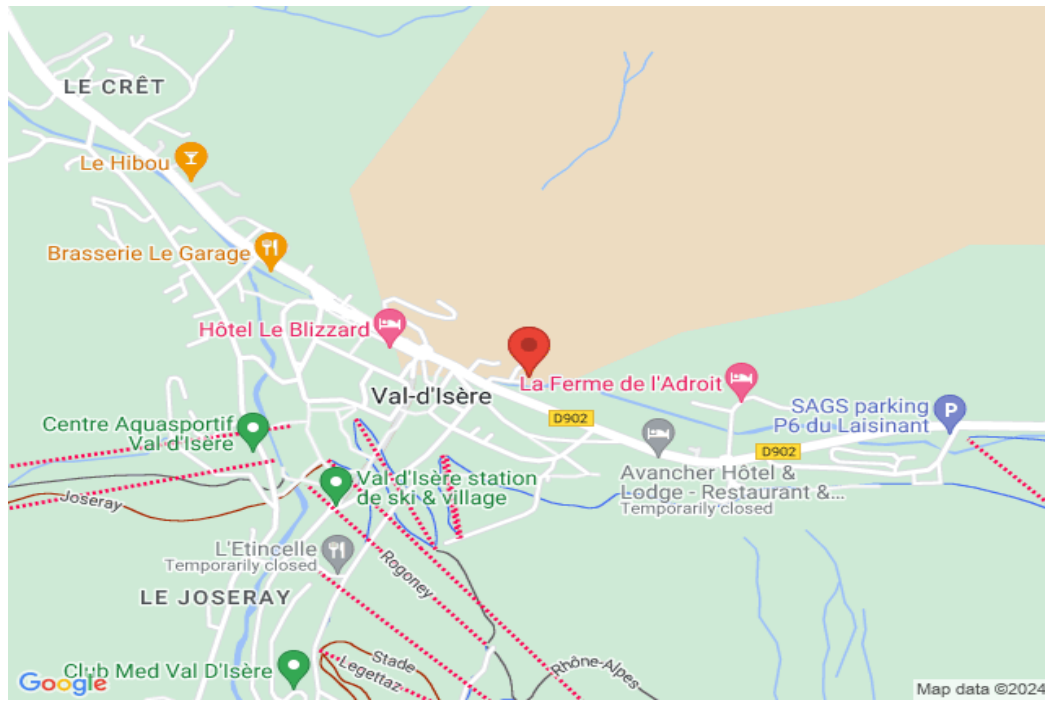 LE CRÊT
Le Hibou
Brasserie Le Garage
Hôtel Le Blizzard
La Ferme de l'Adroit
Val-d'Isère
D902
SAGS parking
P6 du Laisinant
P
Centre Aquasportif
Val d'Isère
D902
Avancher Hôtel &
Lodge - Restaurant &...
Temporarily closed
Val d'Isère station
de ski & village
Joseray
L'Etincelle
Temporarily closed
Rogoney
LE JOSERAY
Stade
Legettaz
Rhône-Alpes
Club Med Val D'Isère
Google
Map data ©2024